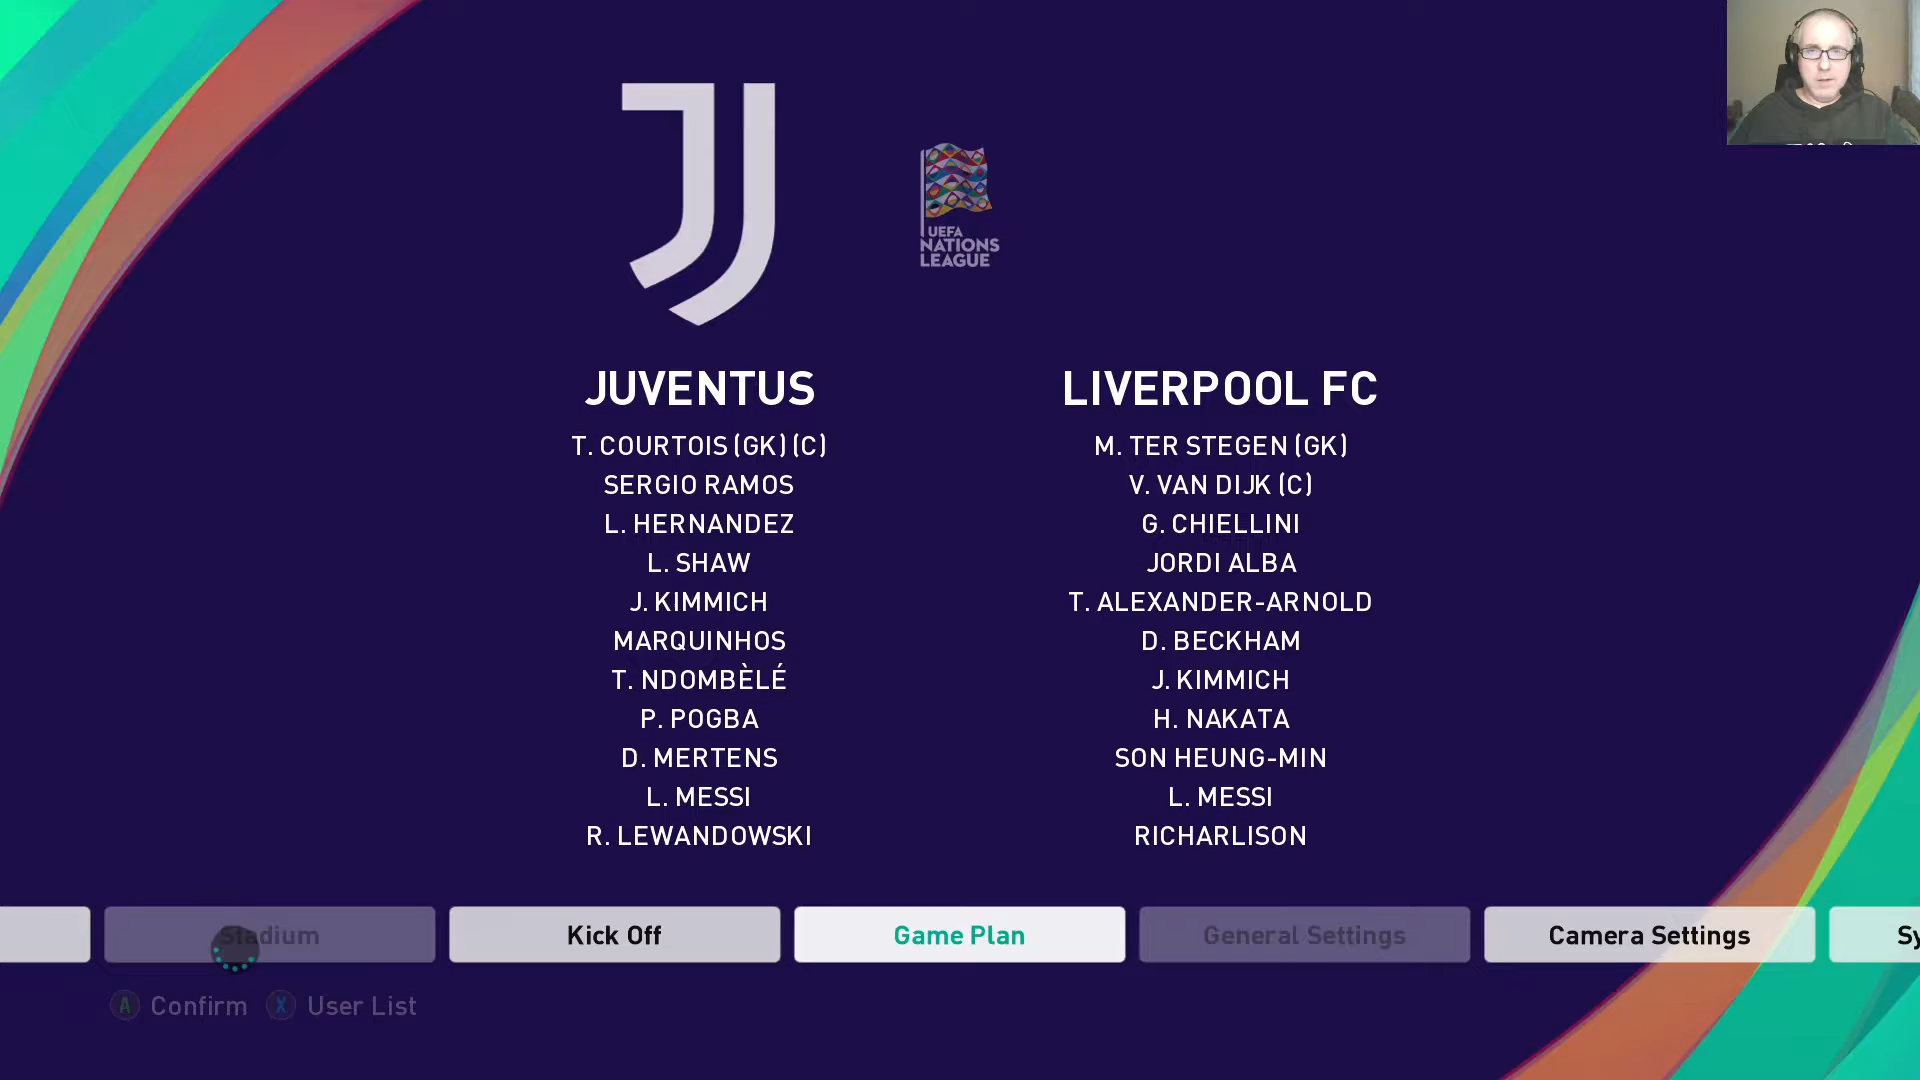 UEFA
NATIONS
LEAGUE
JUVENTUS
T. COURTOIS (GK) (C)
SERGIO RAMOS
L. HERNANDEZ
L. SHAW
J. KIMMICH
MARQUINHOS
T. NDOMBÈLÉ
P. POGBA
D. MERTENS
L. MESSI
R. LEWANDOWSKI
LIVERPOOL FC
M. TER STEGEN (GK)
V. VAN DIJK (C)
G. CHIELLINI
JORDI ALBA
T. ALEXANDER-ARNOLD
D. BECKHAM
J. KIMMICH
H. NAKATA
SON HEUNG-MIN
L. MESSI
RICHARLISON
Stadium
Kick Off
Game Plan
General Settings
Camera Settings
Sy
A Confirm X User List